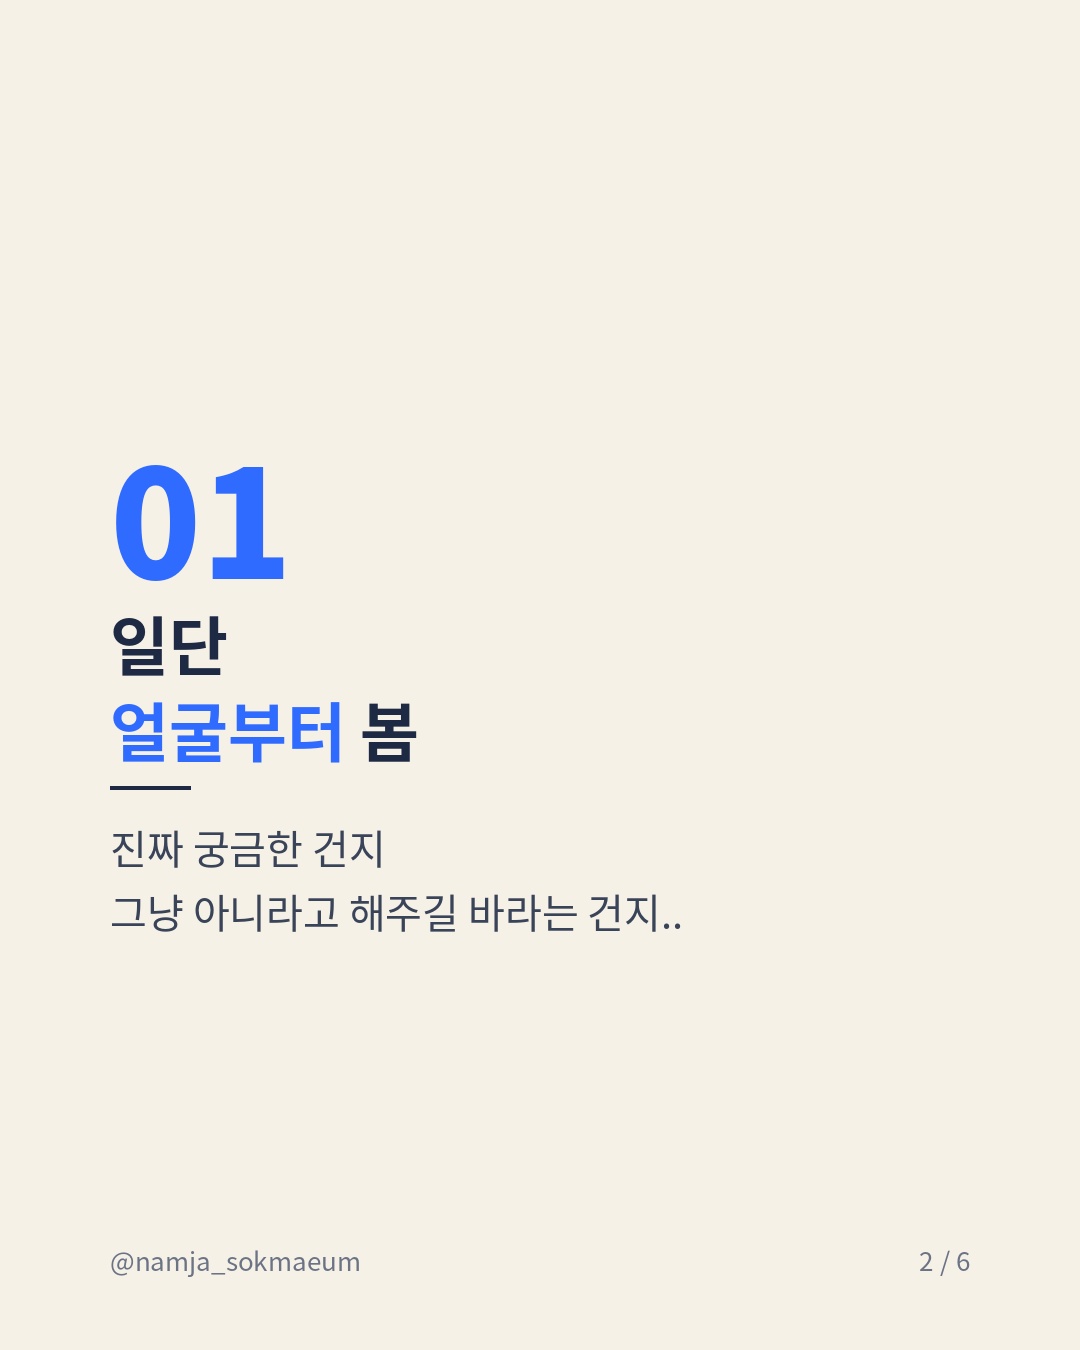 01
일단
얼굴부터 봄
진짜 궁금한 건지
그냥 아니라고 해주길 바라는 건지..
@namja_sokmaeum
2 / 6